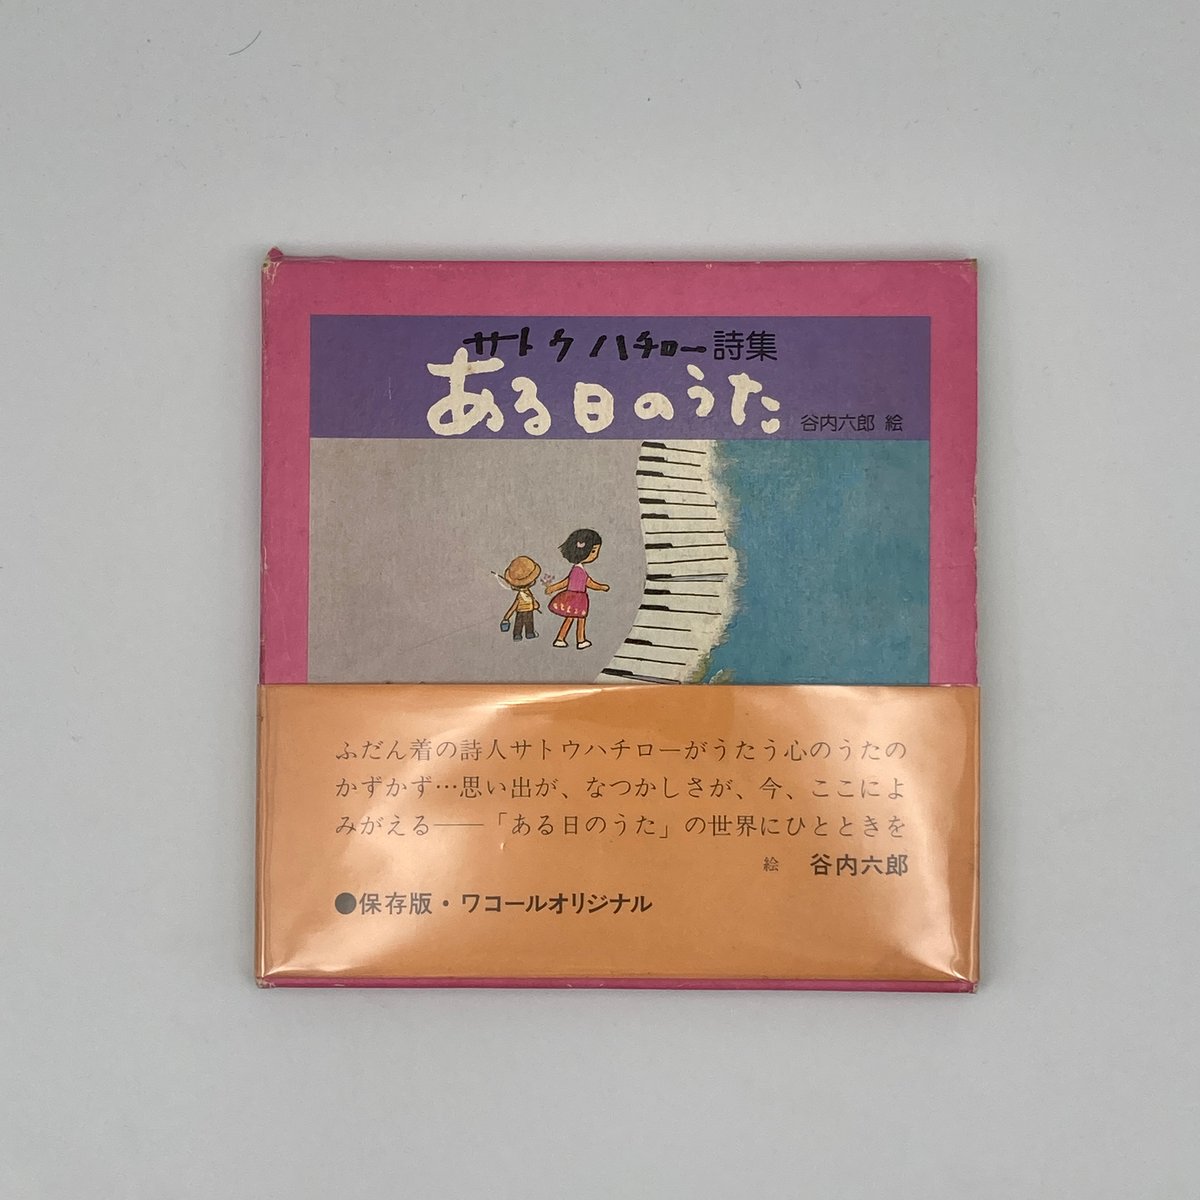 サトウハチロー詩集
ある日のうた
谷内六郎 絵
ふだん着の詩人サトウハチローがうたう心のうたの
かずかず…思い出が、なつかしさが、今、ここによ
みがえる──「ある日のうた」の世界にひとときを
絵 谷内六郎
●保存版・ワコールオリジナル